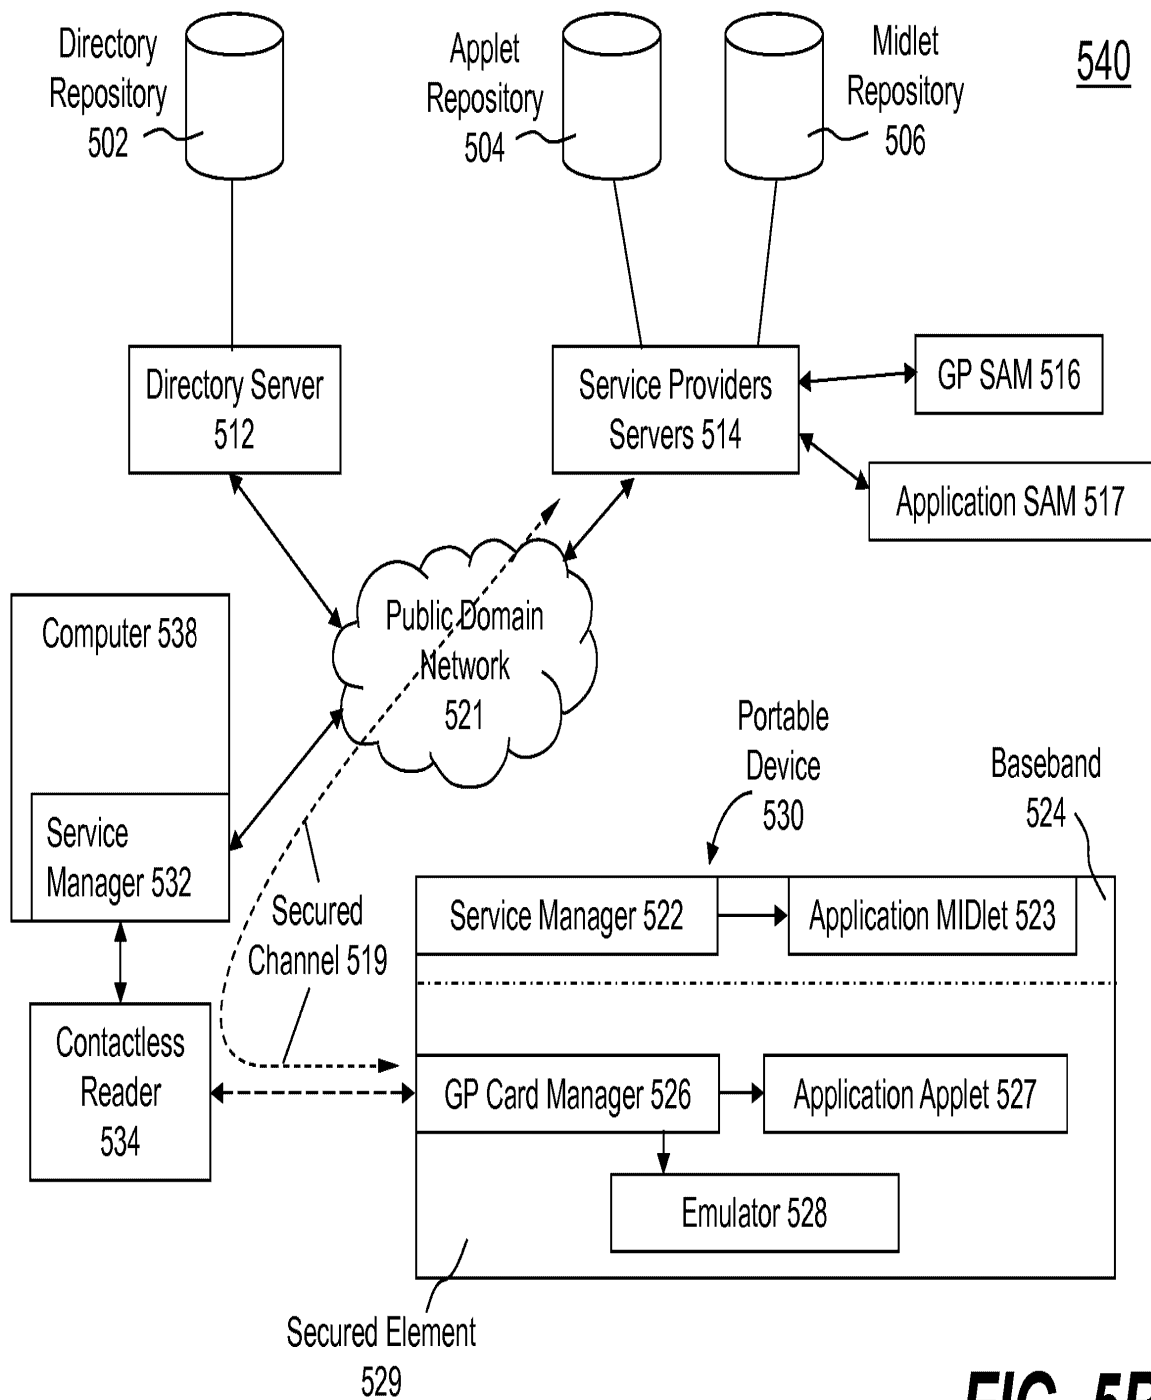 Directory
Repository
502
Applet
Repository
504
Midlet
Repository
506
540
Directory Server
512
Service Providers
Servers 514
GP SAM 516
Application SAM 517
Public Domain
Network
521
Computer 538
Service
Manager 532
Secured
Channel 519
Portable
Device
530
Baseband
524
Service Manager 522
Application MIDlet 523
Contactless
Reader
534
GP Card Manager 526
Application Applet 527
Emulator 528
Secured Element
529